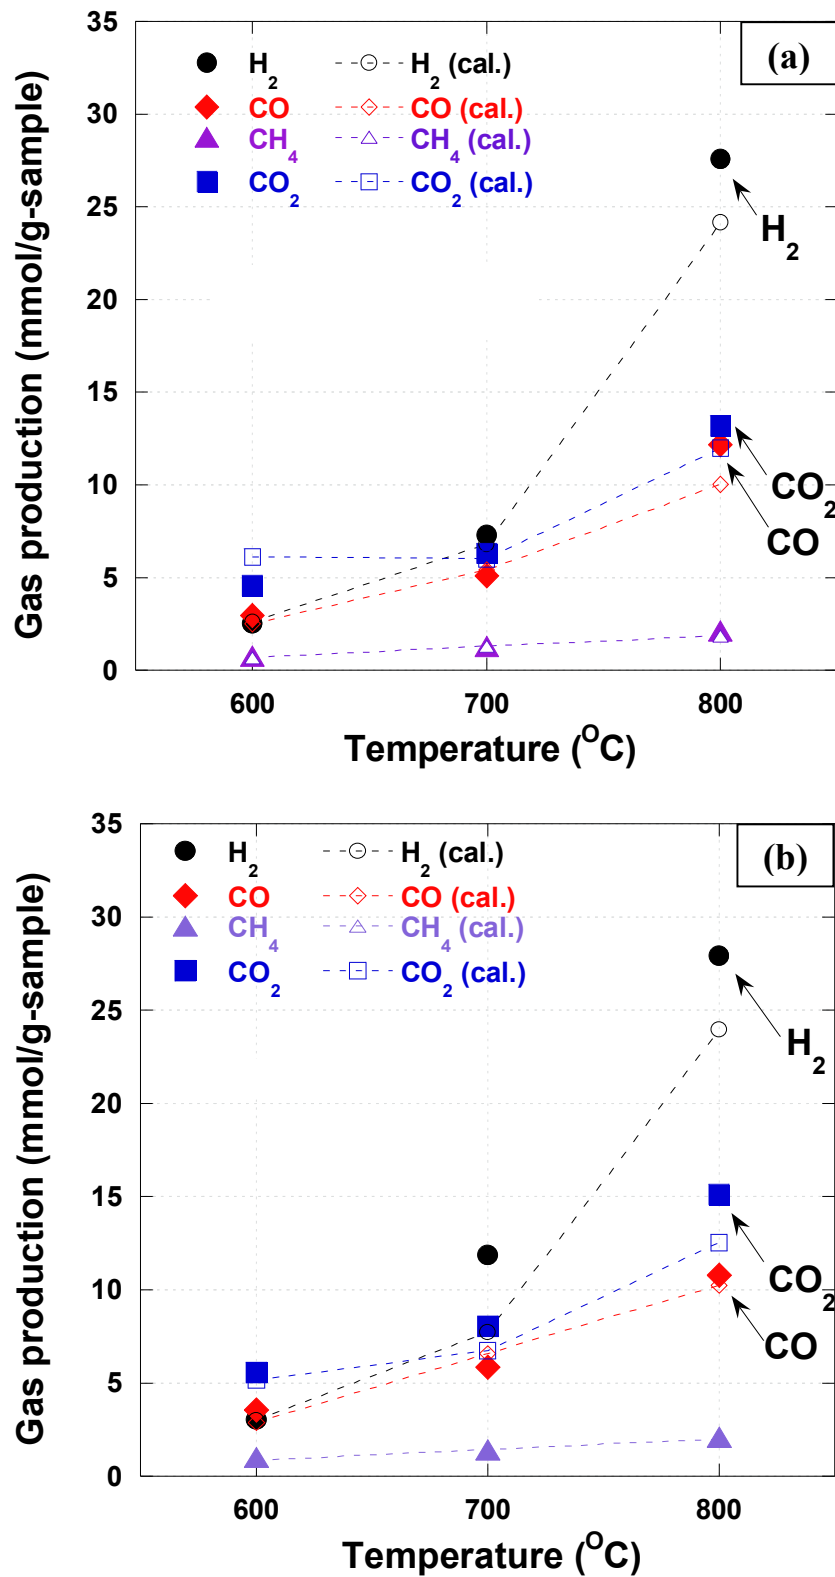 (a)
Gas production (mmol/g-sample)
35
30
25
20
15
10
5
0
H₂
H₂ (cal.)
CO
CO (cal.)
CH₄
CH₄ (cal.)
CO₂
CO₂ (cal.)
H₂
CO₂
CO
600
700
800
Temperature (ᴼC)
(b)
Gas production (mmol/g-sample)
35
30
25
20
15
10
5
0
H₂
H₂ (cal.)
CO
CO (cal.)
CH₄
CH₄ (cal.)
CO₂
CO₂ (cal.)
H₂
CO₂
CO
600
700
800
Temperature (ᴼC)